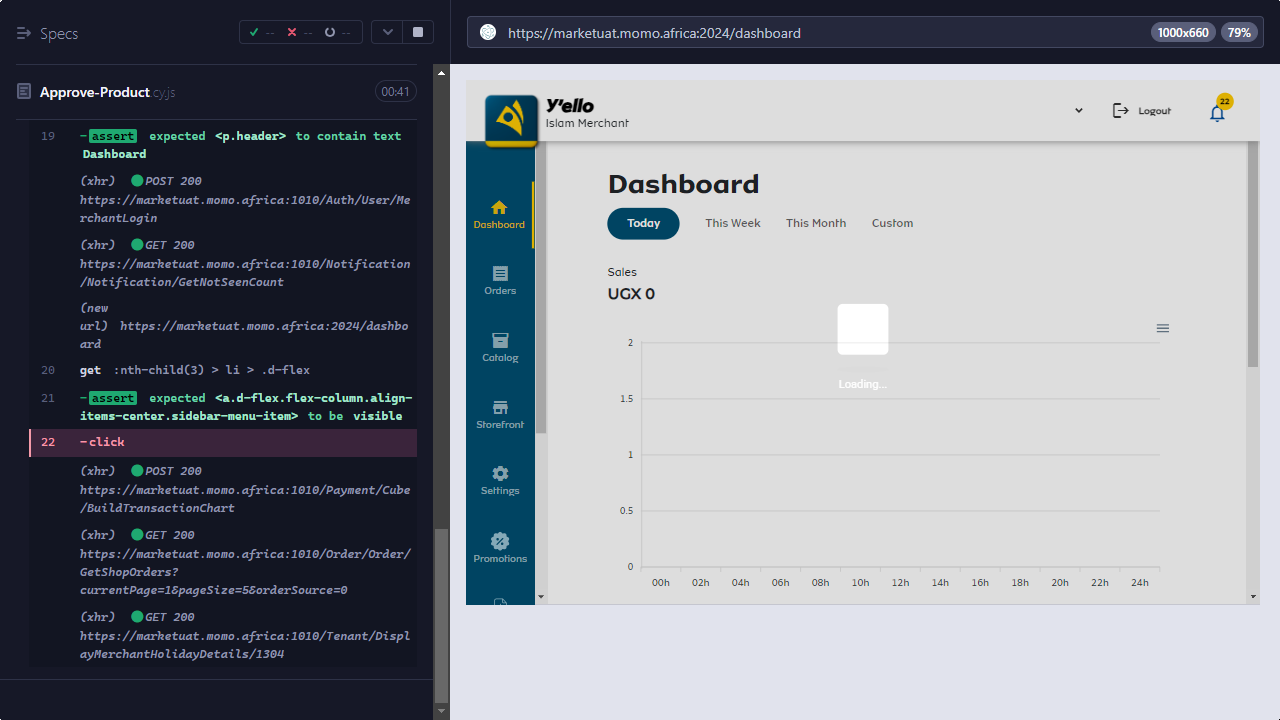 Specs
-- -- --
https://marketuat.momo.africa:2024/dashboard
1000x660
79%
Approve-Product cy.js
00:41
19 -assert expected <p.header> to contain text
Dashboard
(xhr) POST 200
https://marketuat.momo.africa:1010/Auth/User/Me
rchantLogin
(xhr) GET 200
https://marketuat.momo.africa:1010/Notification
/Notification/GetNotSeenCount
(new
url) https://marketuat.momo.africa:2024/dashbo
ard
20 get :nth-child(3) > li > .d-flex
21 -assert expected <a.d-flex.flex-column.align-
items-center.sidebar-menu-item> to be visible
22 -click
(xhr) POST 200
https://marketuat.momo.africa:1010/Payment/Cube
/BuildTransactionChart
(xhr) GET 200
https://marketuat.momo.africa:1010/Order/Order/
GetShopOrders?
currentPage=1&pageSize=5&orderSource=0
(xhr) GET 200
https://marketuat.momo.africa:1010/Tenant/Displ
ayMerchantHolidayDetails/1304
Y'ello
Islam Merchant
Logout
22
Dashboard
Orders
Catalog
Storefront
Settings
Promotions
Dashboard
Today This Week This Month Custom
Sales
UGX 0
Loading...
2
1.5
1
0.5
0
00h 02h 04h 06h 08h 10h 12h 14h 16h 18h 20h 22h 24h